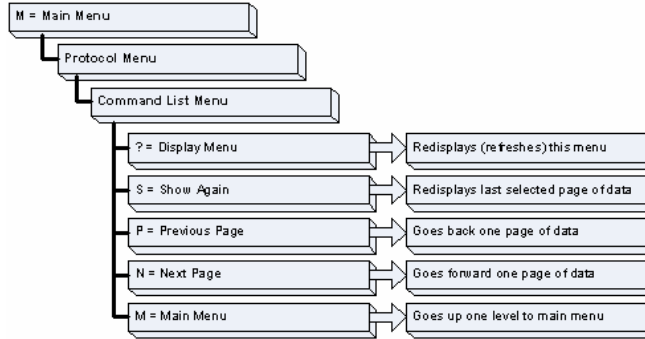 M = Main Menu
Protocol Menu
Command List Menu
? = Display Menu
Redisplays (refreshes) this menu
S = Show Again
Redisplays last selected page of data
P = Previous Page
Goes back one page of data
N = Next Page
Goes forward one page of data
M = Main Menu
Goes up one level to main menu